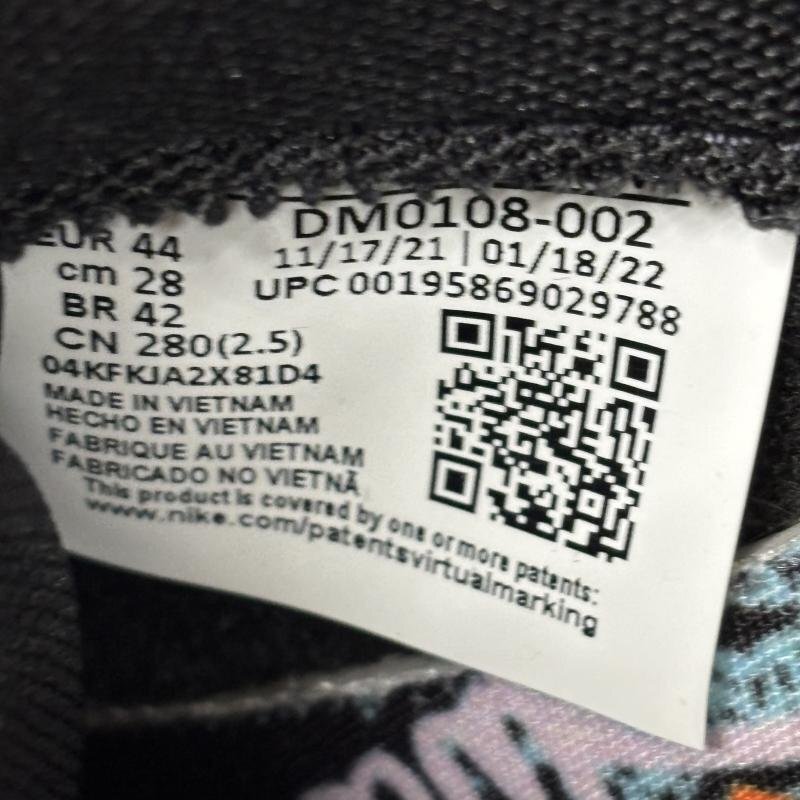 DM0108-002
11/17/21 | 01/18/22
UPC 00195869029788
EUR 44
cm 28
BR 42
CN 280(2.5)
04KFKJA2X81D4
MADE IN VIETNAM
HECHO EN VIETNAM
FABRIQUE AU VIETNAM
FABRICADO NO VIETNÃ
This product is covered by one or more patents:
www.nike.com/patentsvirtualmarking